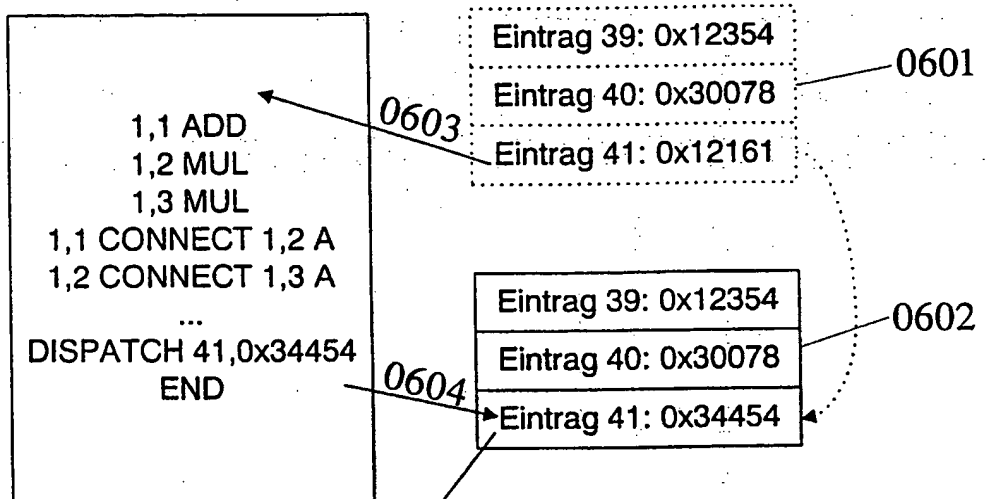 Eintrag 39: 0x12354
0601
Eintrag 40: 0x30078
0603
Eintrag 41: 0x12161
1,1 ADD
1,2 MUL
1,3 MUL
1,1 CONNECT 1,2 A
1,2 CONNECT 1,3 A
...
DISPATCH 41,0x34454
END
0604
Eintrag 39: 0x12354
0602
Eintrag 40: 0x30078
Eintrag 41: 0x34454